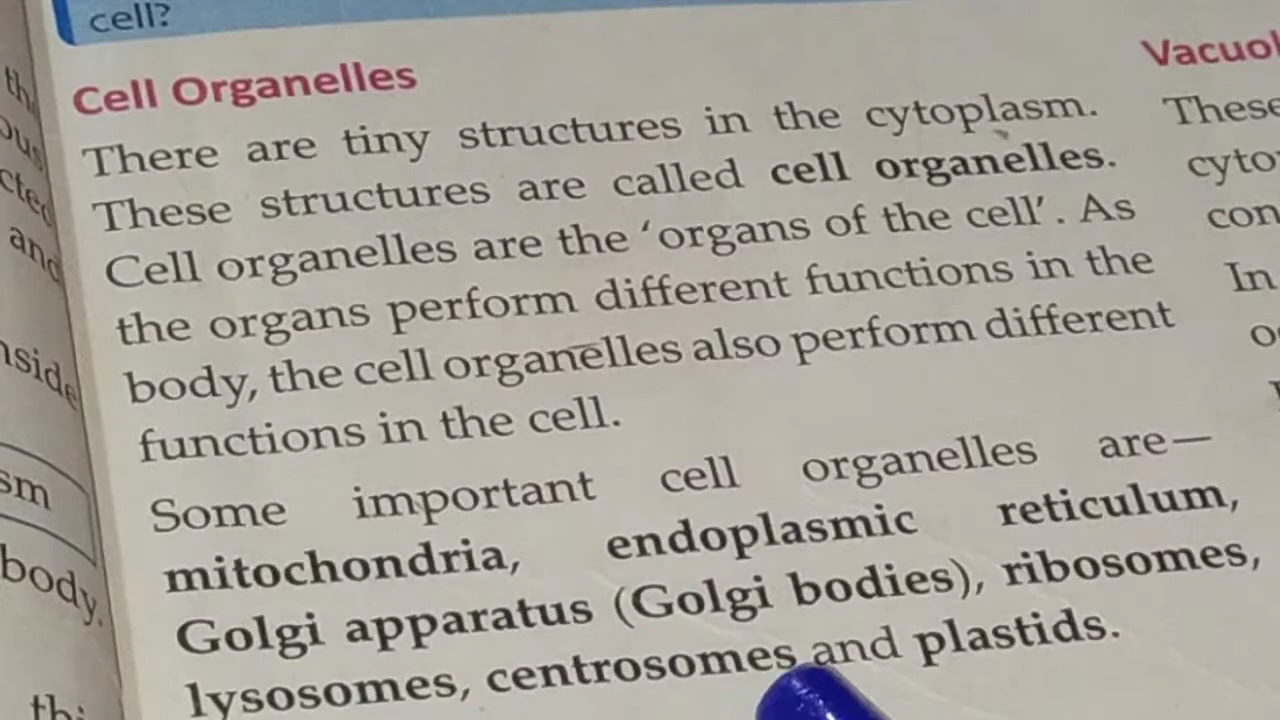 cell?
Cell Organelles
There are tiny structures in the cytoplasm.
These structures are called cell organelles.
Cell organelles are the ‘organs of the cell’. As
the organs perform different functions in the
body, the cell organelles also perform different
functions in the cell.
Some important cell organelles are—
mitochondria, endoplasmic reticulum,
Golgi apparatus (Golgi bodies), ribosomes,
lysosomes, centrosomes and plastids.
and
body.
These
In